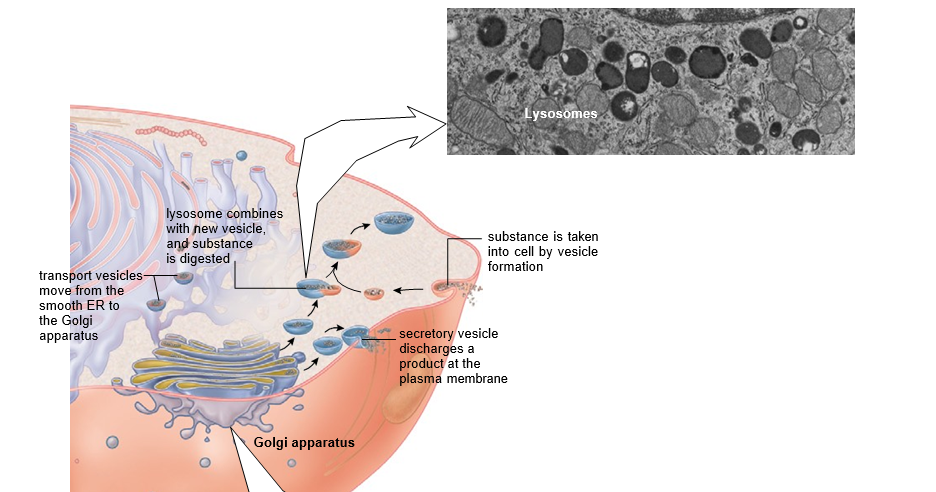 Lysosomes
lysosome combines
with new vesicle,
and substance
is digested
substance is taken
into cell by vesicle
formation
transport vesicles
move from the
smooth ER to
the Golgi
apparatus
secretory vesicle
discharges a
product at the
plasma membrane
Golgi apparatus